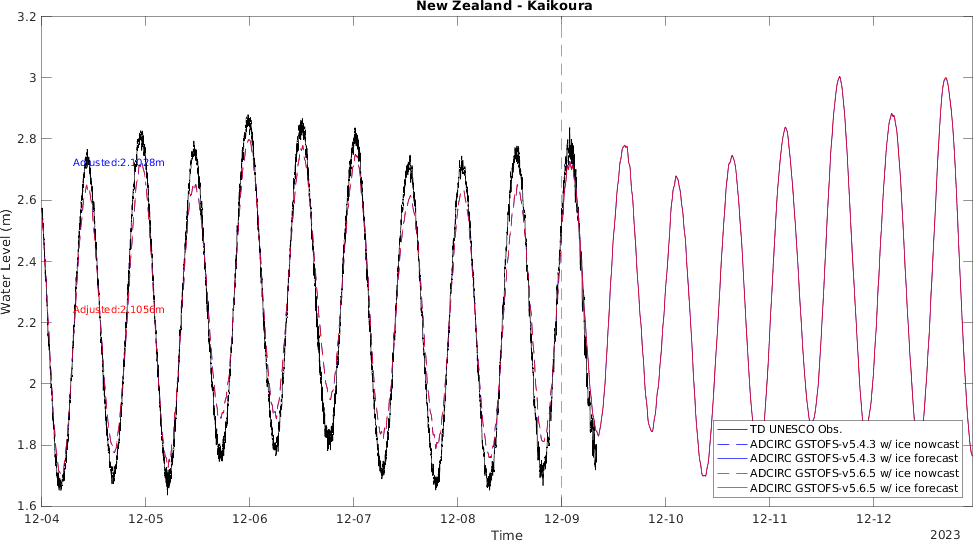 New Zealand - Kaikoura
3.2
3
2.8
2.6
2.4
2.2
2
1.8
1.6
Water Level (m)
Adjusted:2.1028m
Adjusted:2.1056m
TD UNESCO Obs.
ADCIRC GSTOFS-v5.4.3 w/ ice nowcast
ADCIRC GSTOFS-v5.4.3 w/ ice forecast
ADCIRC GSTOFS-v5.6.5 w/ ice nowcast
ADCIRC GSTOFS-v5.6.5 w/ ice forecast
12-04 12-05 12-06 12-07 12-08 12-09 12-10 12-11 12-12
Time
2023